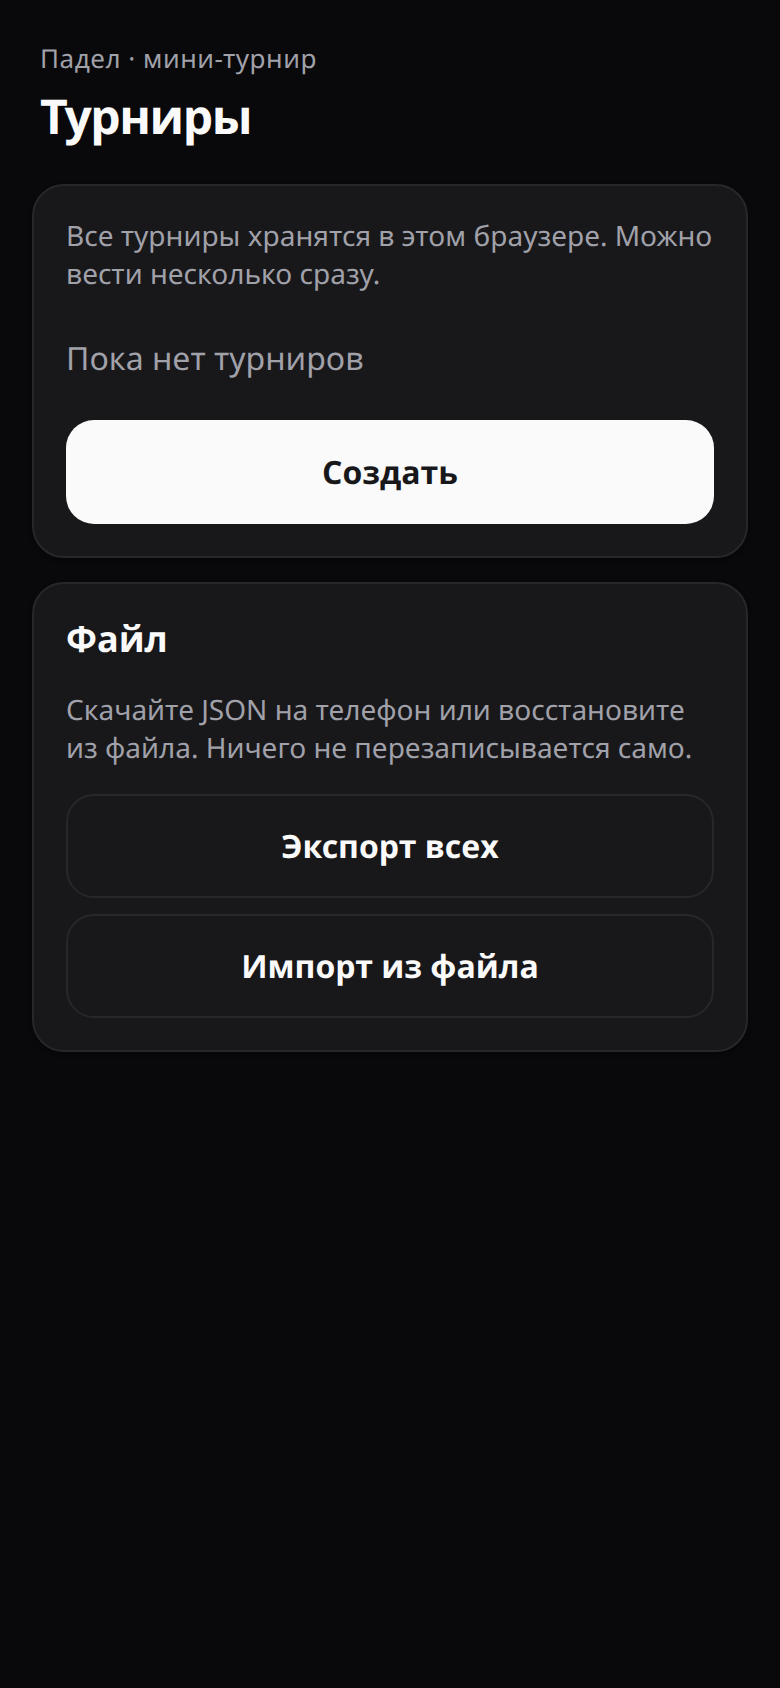 Падел · мини-турнир
Турниры
Все турниры хранятся в этом браузере. Можно
вести несколько сразу.
Пока нет турниров
Создать
Файл
Скачайте JSON на телефон или восстановите
из файла. Ничего не перезаписывается само.
Экспорт всех
Импорт из файла